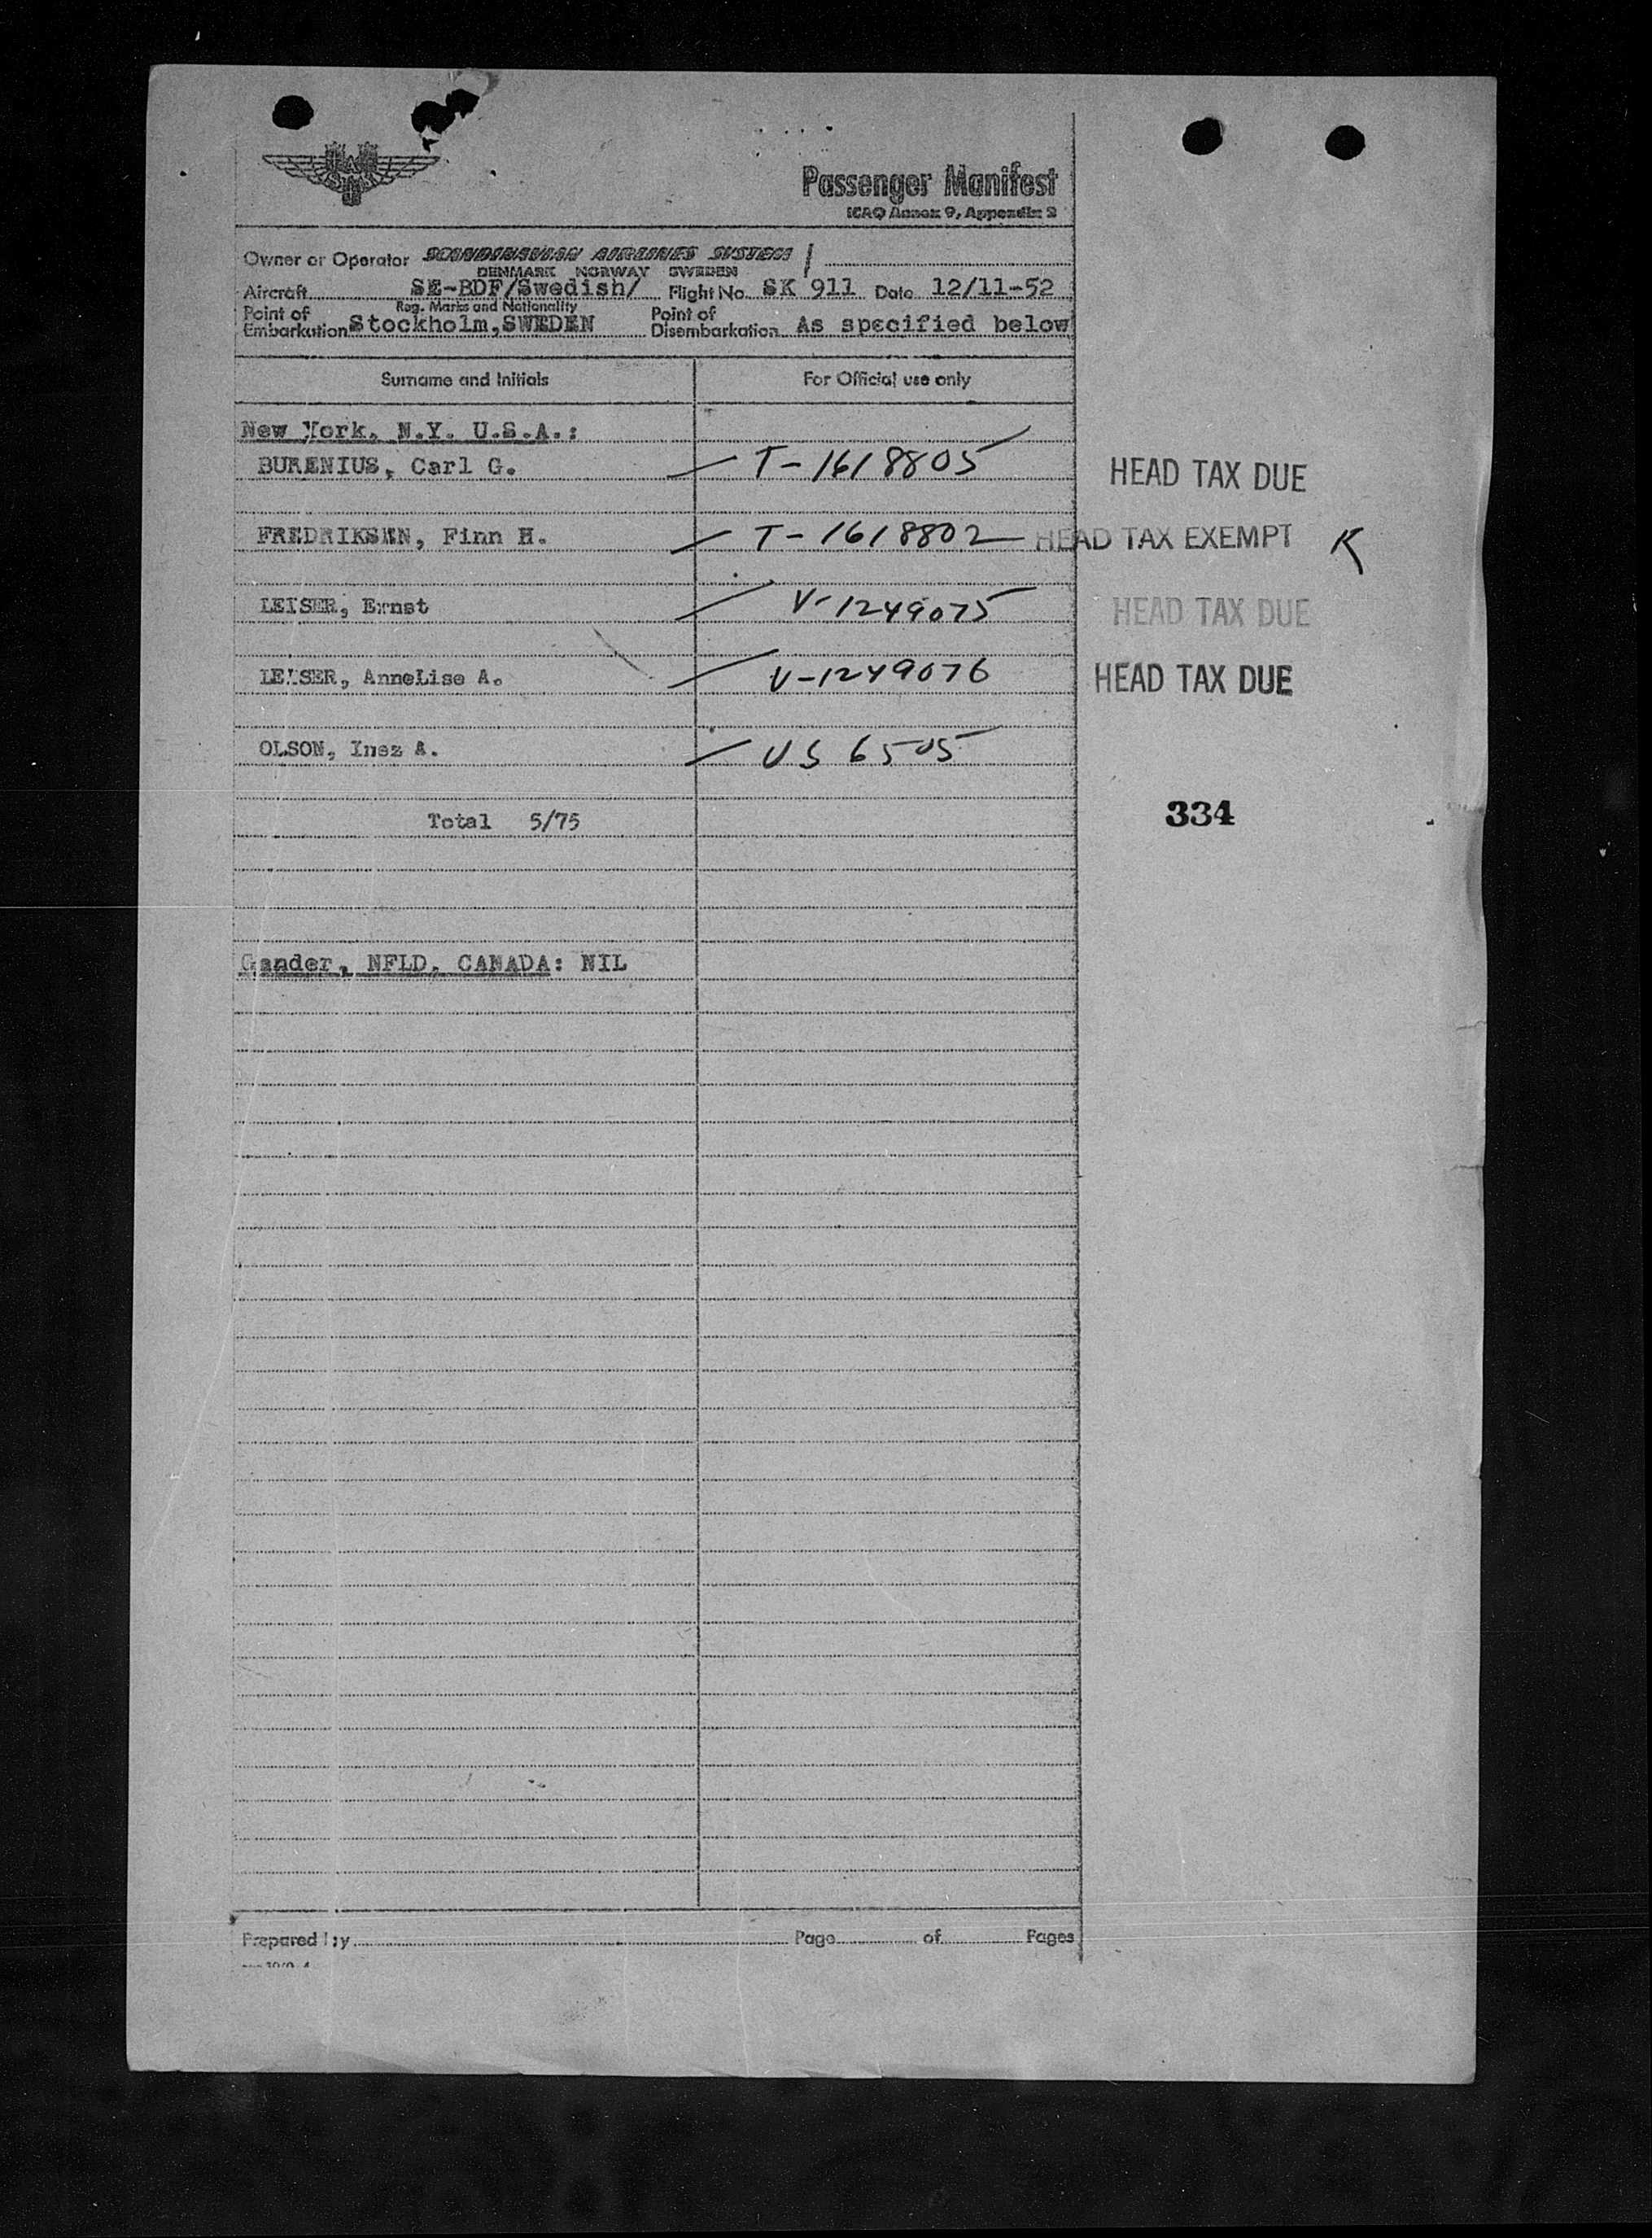 SAS
Passenger Manifest
ICAO Annex 9, Appendix 2
Owner or Operator SCANDINAVIAN AIRLINES SYSTEM
DENMARK NORWAY SWEDEN
Aircraft SE-BDF/Swedish/ Flight No. SK 911 Date 12/11-52
Reg. Marks and Nationality
Point of Embarkation Stockholm, SWEDEN Point of Disembarkation As specified below
Surname and Initials For Official use only
New York, N.Y. U.S.A.:
BURENIUS, Carl G. T-1618805 HEAD TAX DUE
FREDRIKSEN, Finn H. T-1618802 HEAD TAX EXEMPT K
LEISER, Ernst V-1249075 HEAD TAX DUE
LEISER, AnneLise A. V-1249076 HEAD TAX DUE
OLSON, Inez A. US 6505
Total 5/75 334
Gander, NFLD, CANADA: NIL
Prepared by Page of Pages